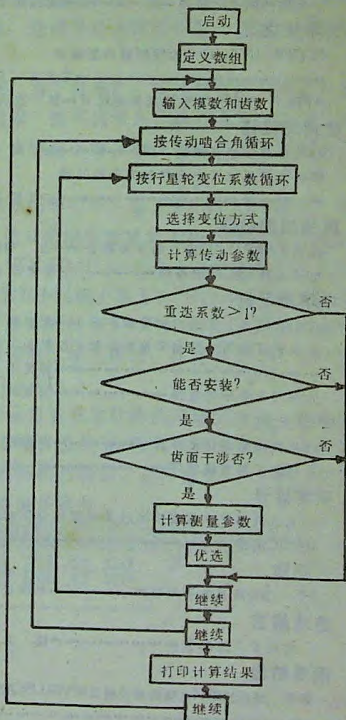 启动
定义数组
输入模数和齿数
按传动啮合角循环
按行星轮变位系数循环
选择变位方式
计算传动参数
重迭系数>1?
否
是
能否安装?
否
是
齿面干涉否?
否
是
计算测量参数
优选
继续
继续
打印计算结果
继续